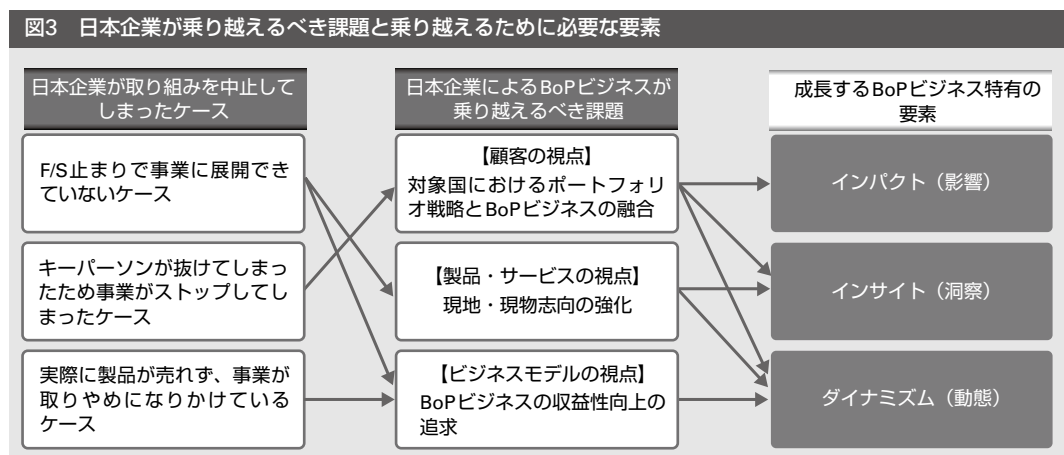 図3　日本企業が乗り越えるべき課題と乗り越えるために必要な要素
日本企業が取り組みを中止して
しまったケース
F/S止まりで事業に展開でき
ていないケース
キーパーソンが抜けてしまっ
たため事業がストップしてし
まったケース
実際に製品が売れず、事業が
取りやめになりかけている
ケース
日本企業によるBoPビジネスが
乗り越えるべき課題
【顧客の視点】
対象国におけるポートフォリ
オ戦略とBoPビジネスの融合
【製品・サービスの視点】
現地・現物志向の強化
【ビジネスモデルの視点】
BoPビジネスの収益性向上の
追求
成長するBoPビジネス特有の
要素
インパクト（影響）
インサイト（洞察）
ダイナミズム（動態）